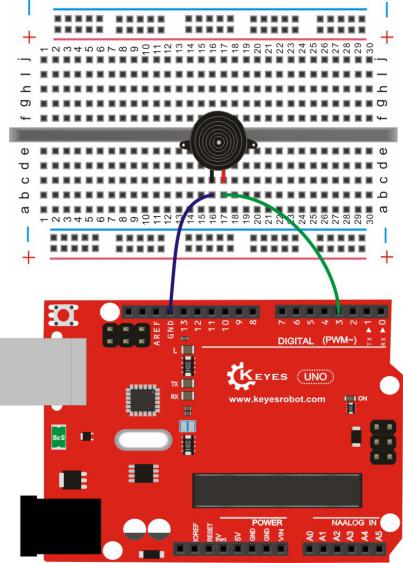 1 2 3 4 5 6 7 8 9 10 11 12 13 14 15 16 17 18 19 20 21 22 23 24 25 26 27 28 29 30
j j
i i
h h
g g
f f
e e
d d
c c
b b
a a
1 2 3 4 5 6 7 8 9 10 11 12 13 14 15 16 17 18 19 20 21 22 23 24 25 26 27 28 29 30
AREF GND 13 12 11 10 9 8 7 6 5 4 3 2 TX ▶ 1 RX ▶ 0
DIGITAL (PWM~)
L
102
TX
RX
102
KEYES UNO
www.keyesrobot.com
ON
5x9
POWER NAALOG IN
IOREF RESET 3V3 5V GND GND VIN A0 A1 A2 A3 A4 A5